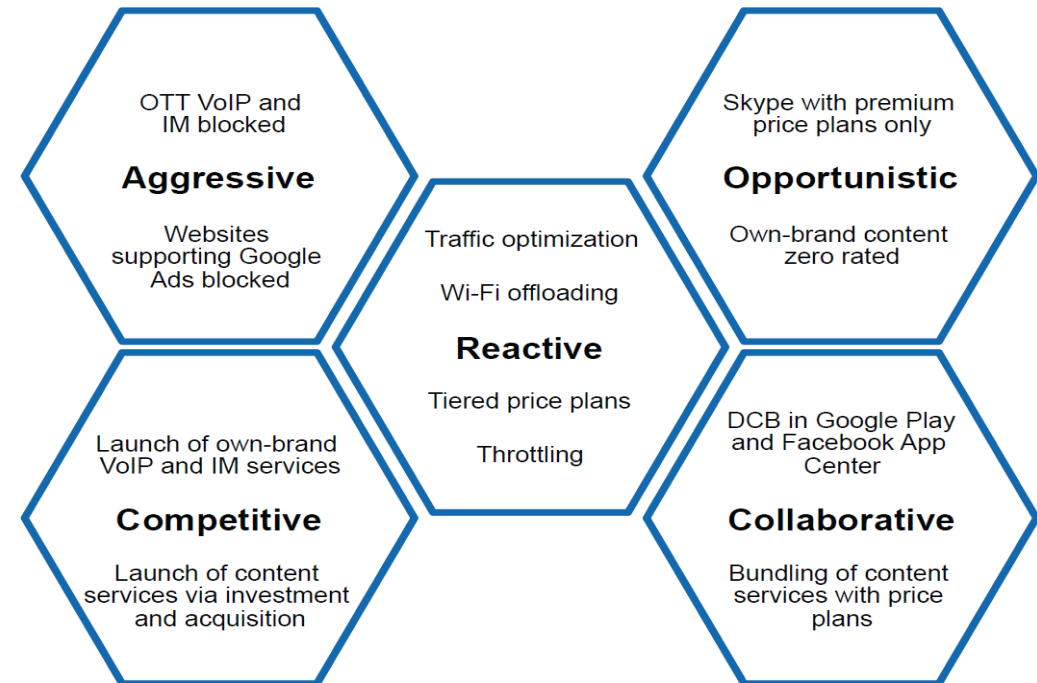 OTT VoIP and
IM blocked
Aggressive
Websites
supporting Google
Ads blocked
Skype with premium
price plans only
Opportunistic
Own-brand content
zero rated
Traffic optimization
Wi-Fi offloading
Reactive
Tiered price plans
Throttling
Launch of own-brand
VoIP and IM services
Competitive
Launch of content
services via investment
and acquisition
DCB in Google Play
and Facebook App
Center
Collaborative
Bundling of content
services with price
plans